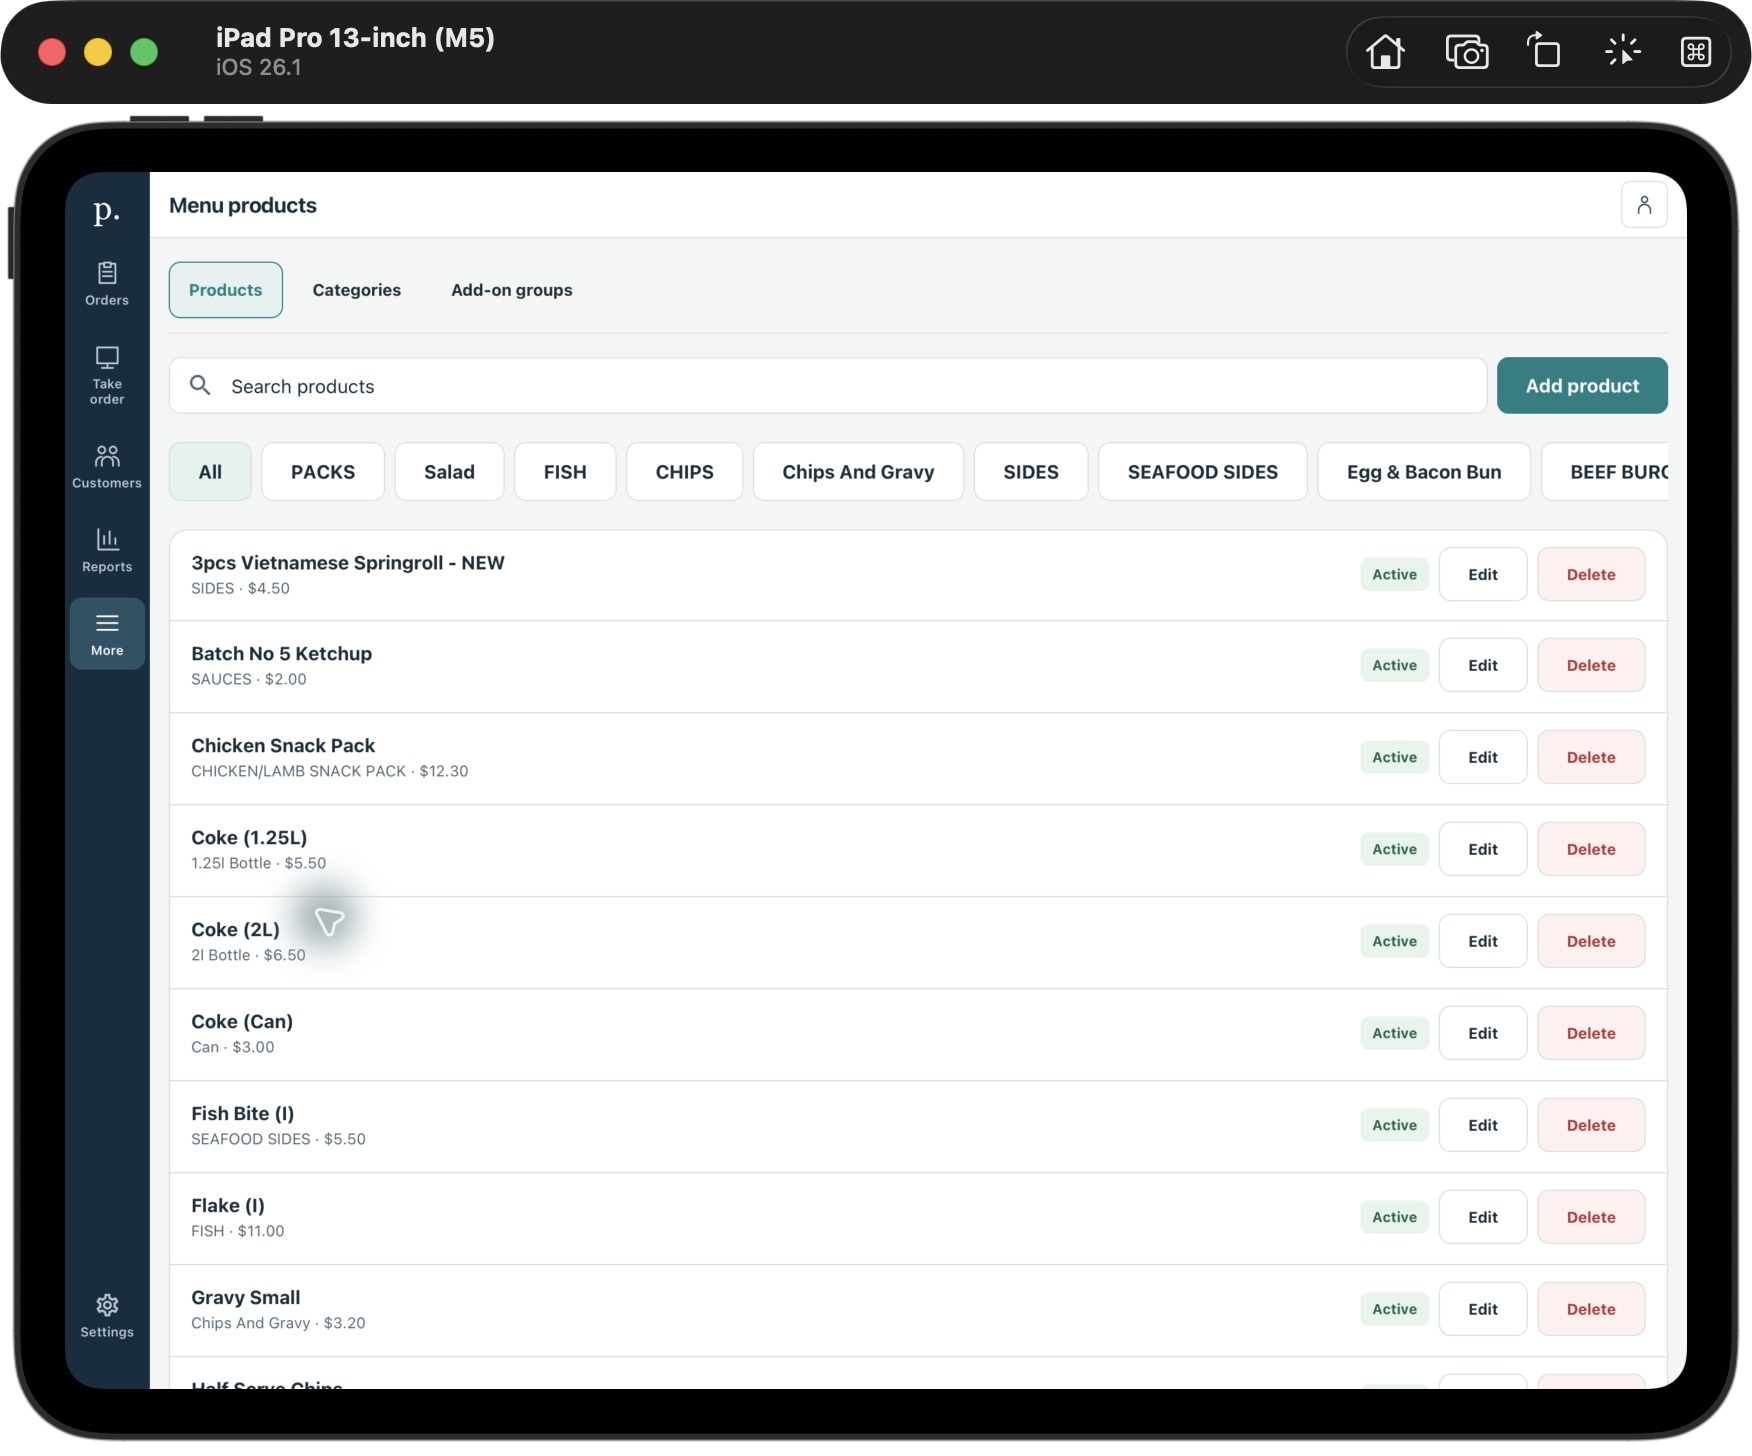 iPad Pro 13-inch (M5)
iOS 26.1
p.
Orders
Take
order
Customers
Reports
More
Settings
Menu products
Products
Categories
Add-on groups
Search products
Add product
All
PACKS
Salad
FISH
CHIPS
Chips And Gravy
SIDES
SEAFOOD SIDES
Egg & Bacon Bun
BEEF BURG
3pcs Vietnamese Springroll - NEW
SIDES · $4.50
Active
Edit
Delete
Batch No 5 Ketchup
SAUCES · $2.00
Active
Edit
Delete
Chicken Snack Pack
CHICKEN/LAMB SNACK PACK · $12.30
Active
Edit
Delete
Coke (1.25L)
1.25l Bottle · $5.50
Active
Edit
Delete
Coke (2L)
2l Bottle · $6.50
Active
Edit
Delete
Coke (Can)
Can · $3.00
Active
Edit
Delete
Fish Bite (I)
SEAFOOD SIDES · $5.50
Active
Edit
Delete
Flake (I)
FISH · $11.00
Active
Edit
Delete
Gravy Small
Chips And Gravy · $3.20
Active
Edit
Delete
Half Serve Chips